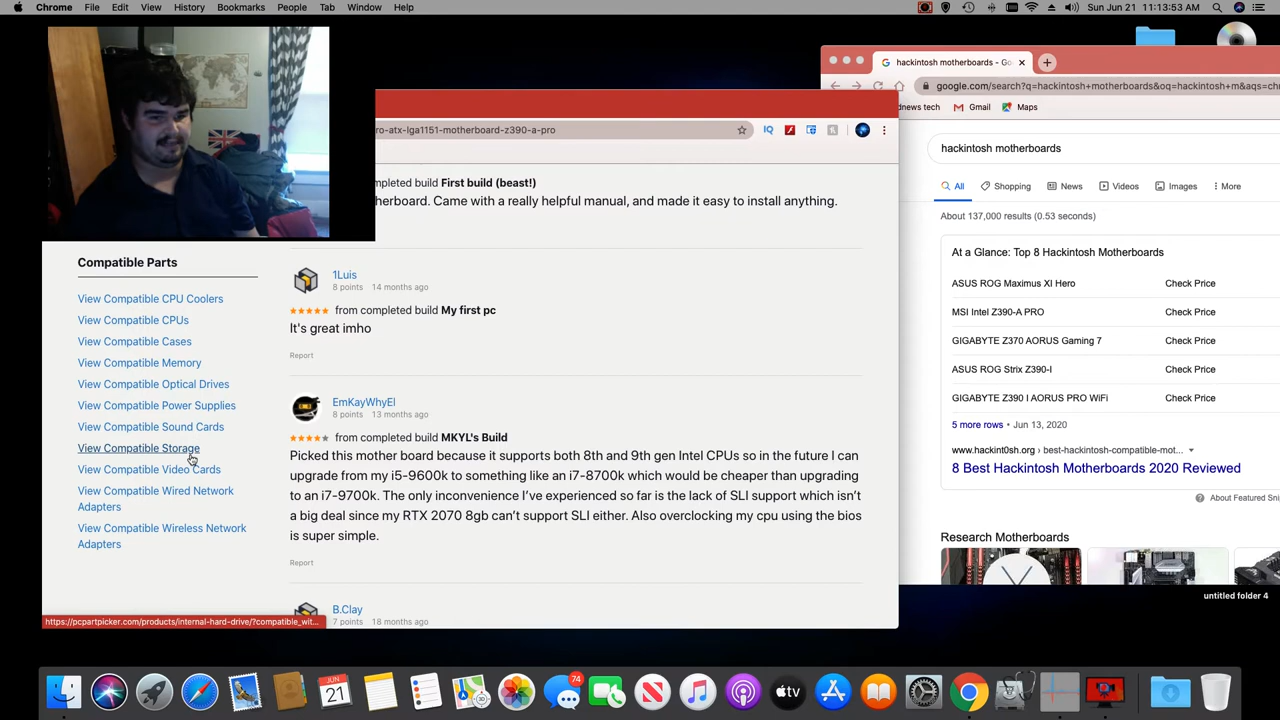 Chrome File Edit View History Bookmarks People Tab Window Help
Sun Jun 21 11:13:53 AM
hackintosh motherboards - Go
google.com/search?q=hackintosh+motherboards&oq=hackintosh+m&aqs=chr
dnews tech Gmail Maps
ro-atx-lga1151-motherboard-z390-a-pro
IQ
hackintosh motherboards
All Shopping News Videos Images More
About 137,000 results (0.53 seconds)
At a Glance: Top 8 Hackintosh Motherboards
ASUS ROG Maximus XI Hero Check Price
MSI Intel Z390-A PRO Check Price
GIGABYTE Z370 AORUS Gaming 7 Check Price
ASUS ROG Strix Z390-I Check Price
GIGABYTE Z390 I AORUS PRO WiFi Check Price
5 more rows • Jun 13, 2020
www.hackint0sh.org › best-hackintosh-compatible-mot...
8 Best Hackintosh Motherboards 2020 Reviewed
About Featured Sni
Research Motherboards
untitled folder 4
mpleted build First build (beast!)
herboard. Came with a really helpful manual, and made it easy to install anything.
Compatible Parts
View Compatible CPU Coolers
View Compatible CPUs
View Compatible Cases
View Compatible Memory
View Compatible Optical Drives
View Compatible Power Supplies
View Compatible Sound Cards
View Compatible Storage
View Compatible Video Cards
View Compatible Wired Network
Adapters
View Compatible Wireless Network
Adapters
1Luis
8 points 14 months ago
from completed build My first pc
It's great imho
Report
EmKayWhyEl
8 points 13 months ago
from completed build MKYL's Build
Picked this mother board because it supports both 8th and 9th gen Intel CPUs so in the future I can
upgrade from my i5-9600k to something like an i7-8700k which would be cheaper than upgrading
to an i7-9700k. The only inconvenience I've experienced so far is the lack of SLI support which isn't
a big deal since my RTX 2070 8gb can't support SLI either. Also overclocking my cpu using the bios
is super simple.
Report
B.Clay
7 points 18 months ago
https://pcpartpicker.com/products/internal-hard-drive/?compatible_wit...
JUN
21
74
tv